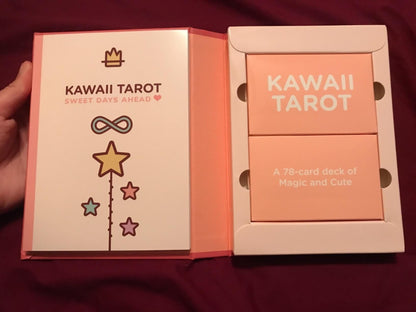 KAWAII TAROT
SWEET DAYS AHEAD
KAWAII
TAROT
A 78-card deck of
Magic and Cute